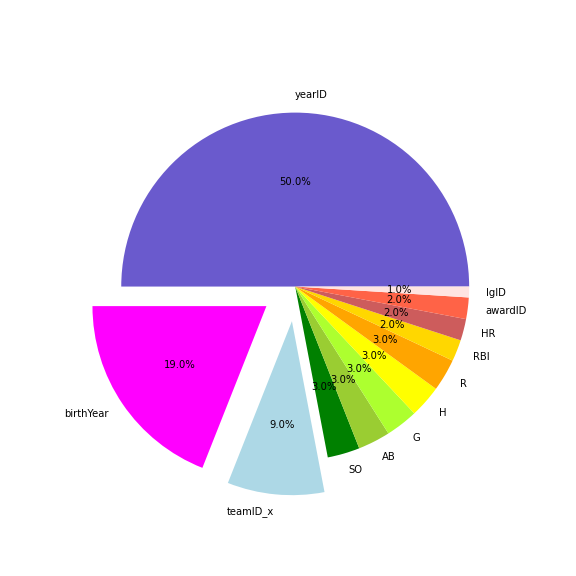 yearID
50.0%
1.0%
lgID
2.0%
awardID
2.0%
HR
2.0%
RBI
3.0%
R
3.0%
H
3.0%
G
3.0%
AB
3.0%
SO
19.0%
birthYear
9.0%
teamID_x